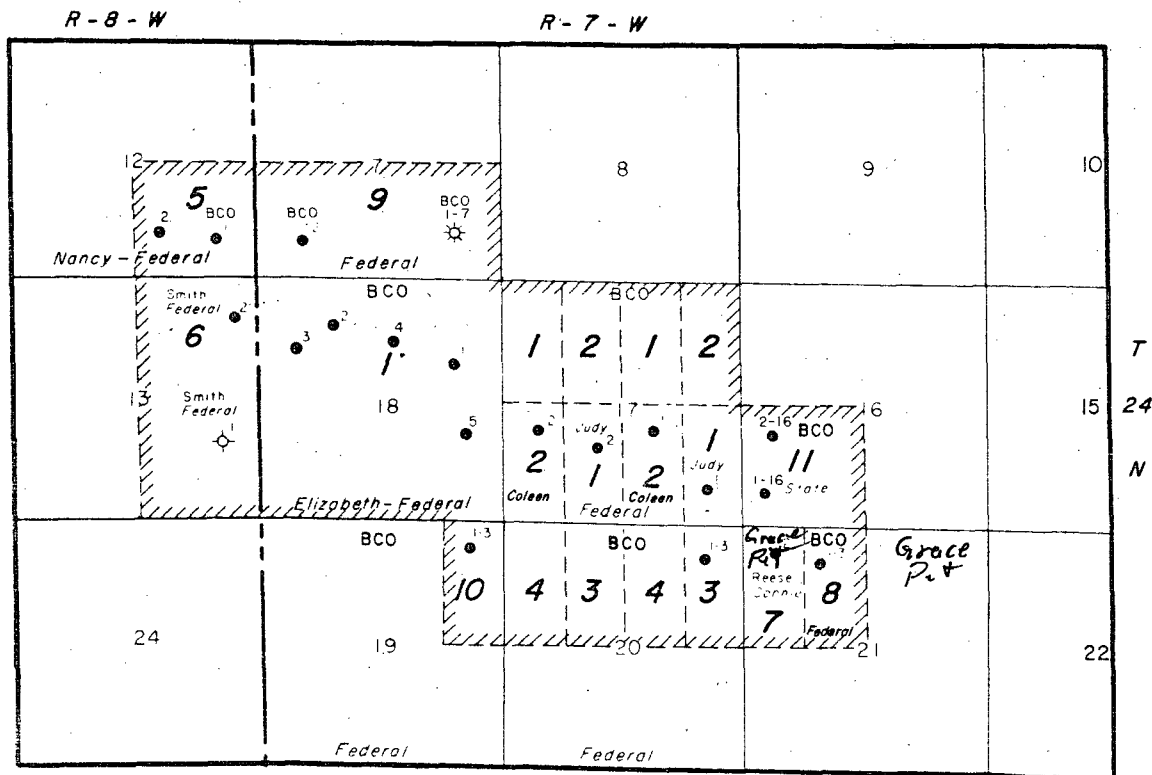 R-8-W R-7-W
12 7 8 9 10
5 9
2 BCO BCO 2 BCO 1-7
Nancy-Federal Federal
BCO BCO
Smith Federal 2
6 3 2 4 1 1
1 2 1 2
T
13 18 7 6 15 24
Smith Federal 1
5 2 Judy 2 1 1 2-16 BCO
N
2 1 2 Judy 11
Coleen Coleen 1-16 State
Elizabeth-Federal Federal
BCO BCO Grace Pit BCO Grace Pit
1-3 1-3
Reese
10 4 3 4 3 7 8
Federal
24 19 20 21 22
Federal Federal